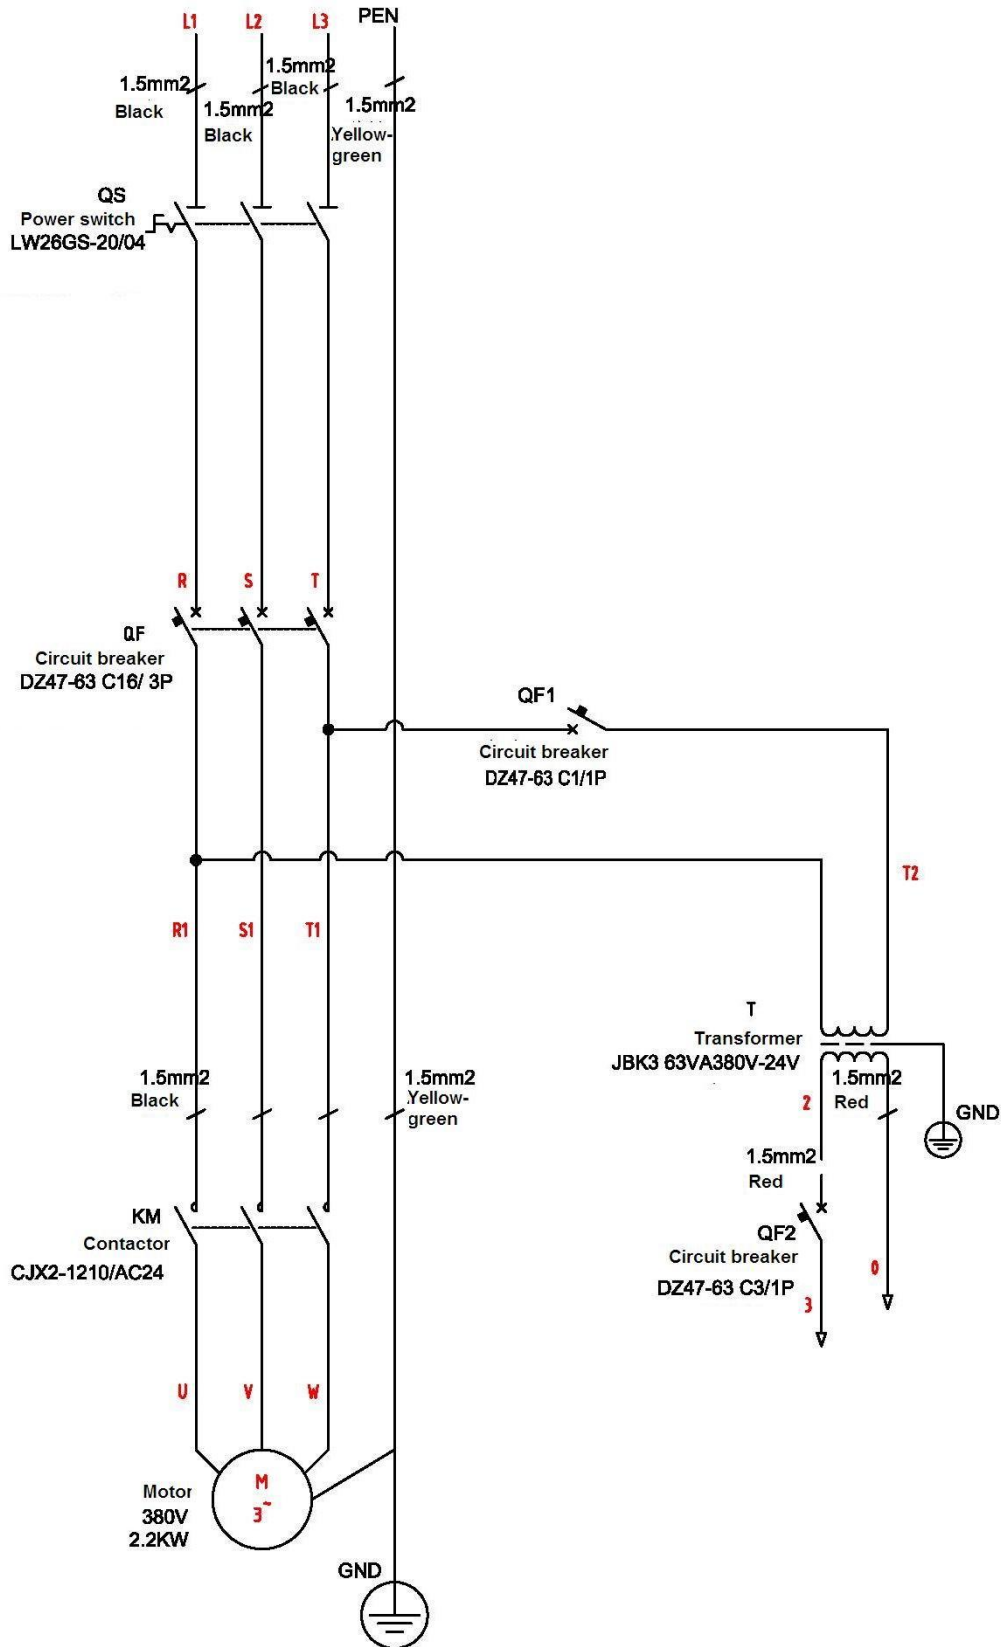 L1 L2 L3 PEN
1.5mm2
Black
1.5mm2
Black
1.5mm2
Black
1.5mm2
Yellow-
green
QS
Power switch
LW26GS-20/04
R S T
QF
Circuit breaker
DZ47-63 C16/ 3P
QF1
Circuit breaker
DZ47-63 C1/1P
T2
R1 S1 T1
T
Transformer
JBK3 63VA380V-24V
1.5mm2
Black
1.5mm2
Yellow-
green
2
1.5mm2
Red
GND
1.5mm2
Red
KM
Contactor
CJX2-1210/AC24
QF2
Circuit breaker
DZ47-63 C3/1P
3
0
U V W
M
3~
Motor
380V
2.2KW
GND